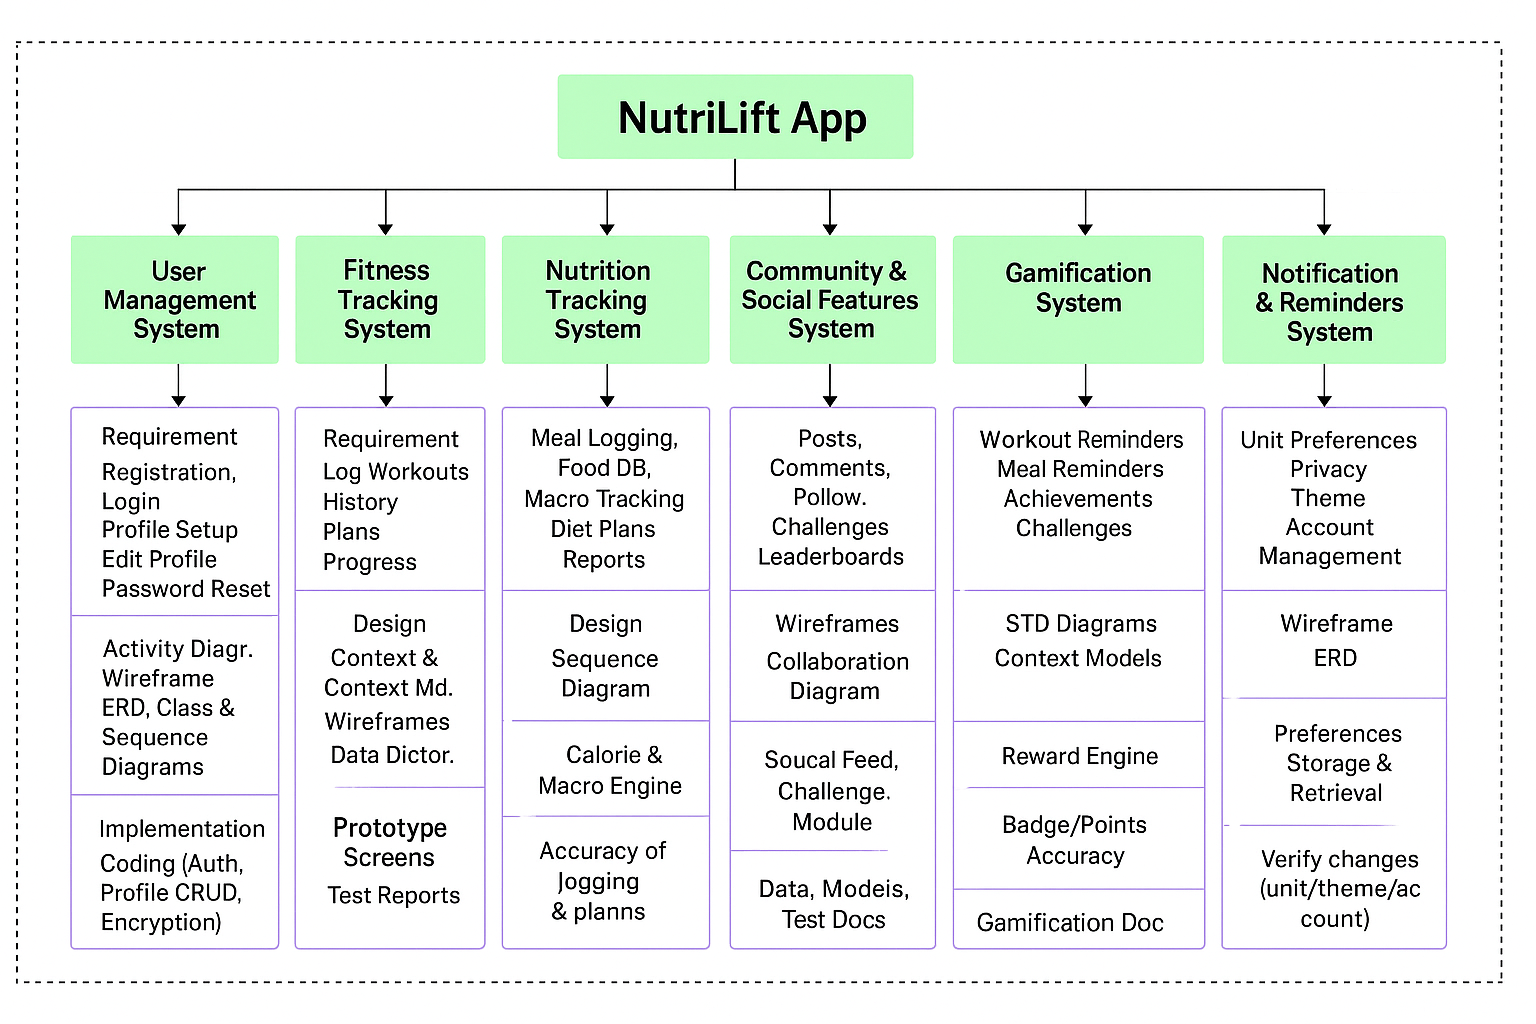 NutriLift App
User
Management
System
Fitness
Tracking
System
Nutrition
Tracking
System
Community &
Social Features
System
Gamification
System
Notification
& Reminders
System
Requirement
Registration,
Login
Profile Setup
Edit Profile
Password Reset
Activity Diagr.
Wireframe
ERD, Class &
Sequence
Diagrams
Implementation
Coding (Auth,
Profile CRUD,
Encryption)
Requirement
Log Workouts
History
Plans
Progress
Design
Context &
Context Md.
Wireframes
Data Dictor.
Prototype
Screens
Test Reports
Meal Logging,
Food DB,
Macro Tracking
Diet Plans
Reports
Design
Sequence
Diagram
Calorie &
Macro Engine
Accuracy of
Jogging
& planns
Posts,
Comments,
Pollow.
Challenges
Leaderboards
Wireframes
Collaboration
Diagram
Soucal Feed,
Challenge.
Module
Data, Modeis,
Test Docs
Workout Reminders
Meal Reminders
Achievements
Challenges
STD Diagrams
Context Models
Reward Engine
Badge/Points
Accuracy
Gamification Doc
Unit Preferences
Privacy
Theme
Account
Management
Wireframe
ERD
Preferences
Storage &
Retrieval
Verify changes
(unit/theme/ac
count)